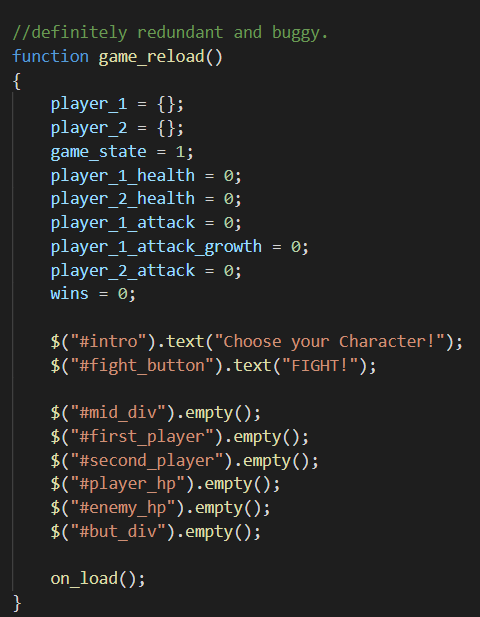 //definitely redundant and buggy.
function game_reload()
{
    player_1 = {};
    player_2 = {};
    game_state = 1;
    player_1_health = 0;
    player_2_health = 0;
    player_1_attack = 0;
    player_1_attack_growth = 0;
    player_2_attack = 0;
    wins = 0;

    $("#intro").text("Choose your Character!");
    $("#fight_button").text("FIGHT!");

    $("#mid_div").empty();
    $("#first_player").empty();
    $("#second_player").empty();
    $("#player_hp").empty();
    $("#enemy_hp").empty();
    $("#but_div").empty();

    on_load();
}